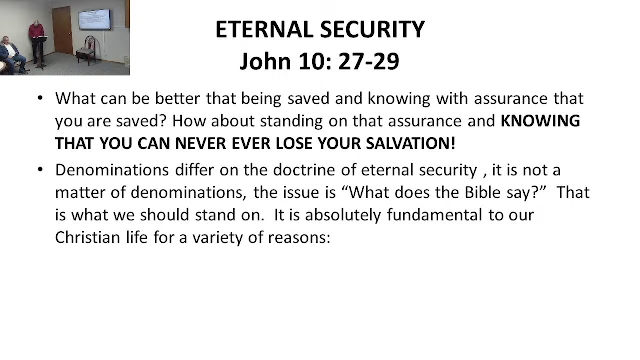 ETERNAL SECURITY
John 10: 27-29
• What can be better that being saved and knowing with assurance that
you are saved? How about standing on that assurance and KNOWING
THAT YOU CAN NEVER EVER LOSE YOUR SALVATION!
• Denominations differ on the doctrine of eternal security , it is not a
matter of denominations, the issue is “What does the Bible say?” That
is what we should stand on. It is absolutely fundamental to our
Christian life for a variety of reasons: